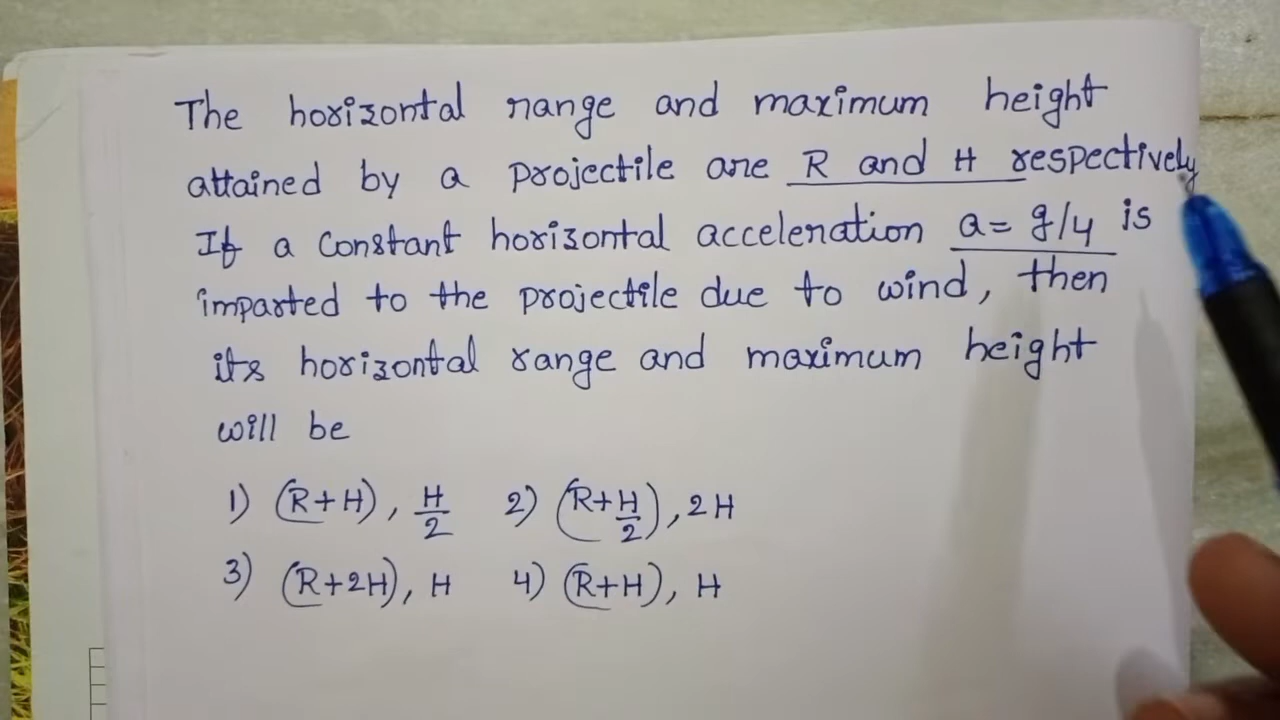 The horizontal range and maximum height
attained by a projectile are R and H respectively
If a constant horizontal acceleration a = g/4 is
imparted to the projectile due to wind, then
its horizontal range and maximum height
will be
1) (R+H), H/2 2) (R+H/2), 2H
3) (R+2H), H 4) (R+H), H